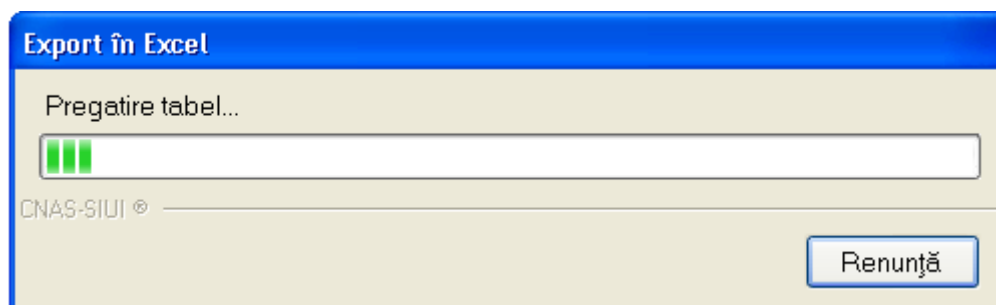 Export în Excel
Pregatire tabel...
CNAS-SIUI ®
Renunţă